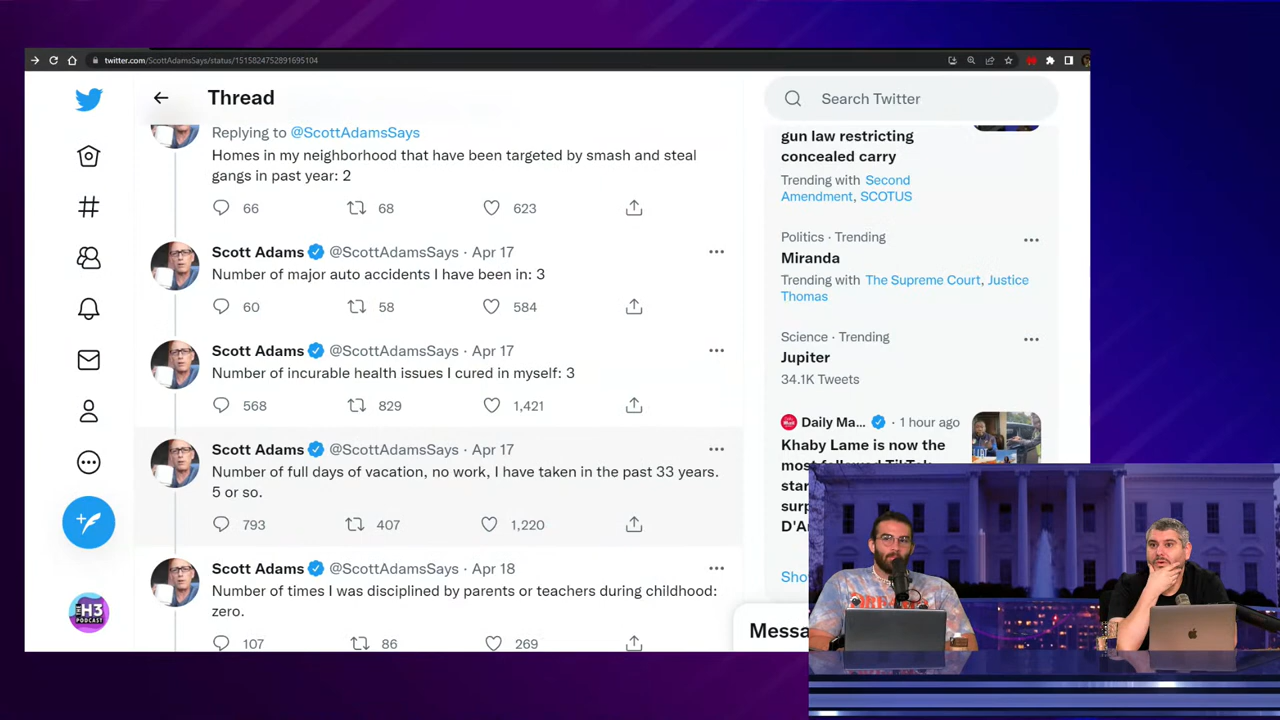 twitter.com/ScottAdamsSays/status/1515824752891695104
Thread
Search Twitter
Replying to @ScottAdamsSays
Homes in my neighborhood that have been targeted by smash and steal
gangs in past year: 2
66 68 623
Scott Adams @ScottAdamsSays · Apr 17
Number of major auto accidents I have been in: 3
60 58 584
Scott Adams @ScottAdamsSays · Apr 17
Number of incurable health issues I cured in myself: 3
568 829 1,421
Scott Adams @ScottAdamsSays · Apr 17
Number of full days of vacation, no work, I have taken in the past 33 years.
5 or so.
793 407 1,220
Scott Adams @ScottAdamsSays · Apr 18
Number of times I was disciplined by parents or teachers during childhood:
zero.
107 86 269
gun law restricting
concealed carry
Trending with Second
Amendment, SCOTUS
Politics · Trending
Miranda
Trending with The Supreme Court, Justice
Thomas
Science · Trending
Jupiter
34.1K Tweets
Daily Ma... · 1 hour ago
Khaby Lame is now the
most
star
surp
D'A
Sho
Messa
H3
PODCAST